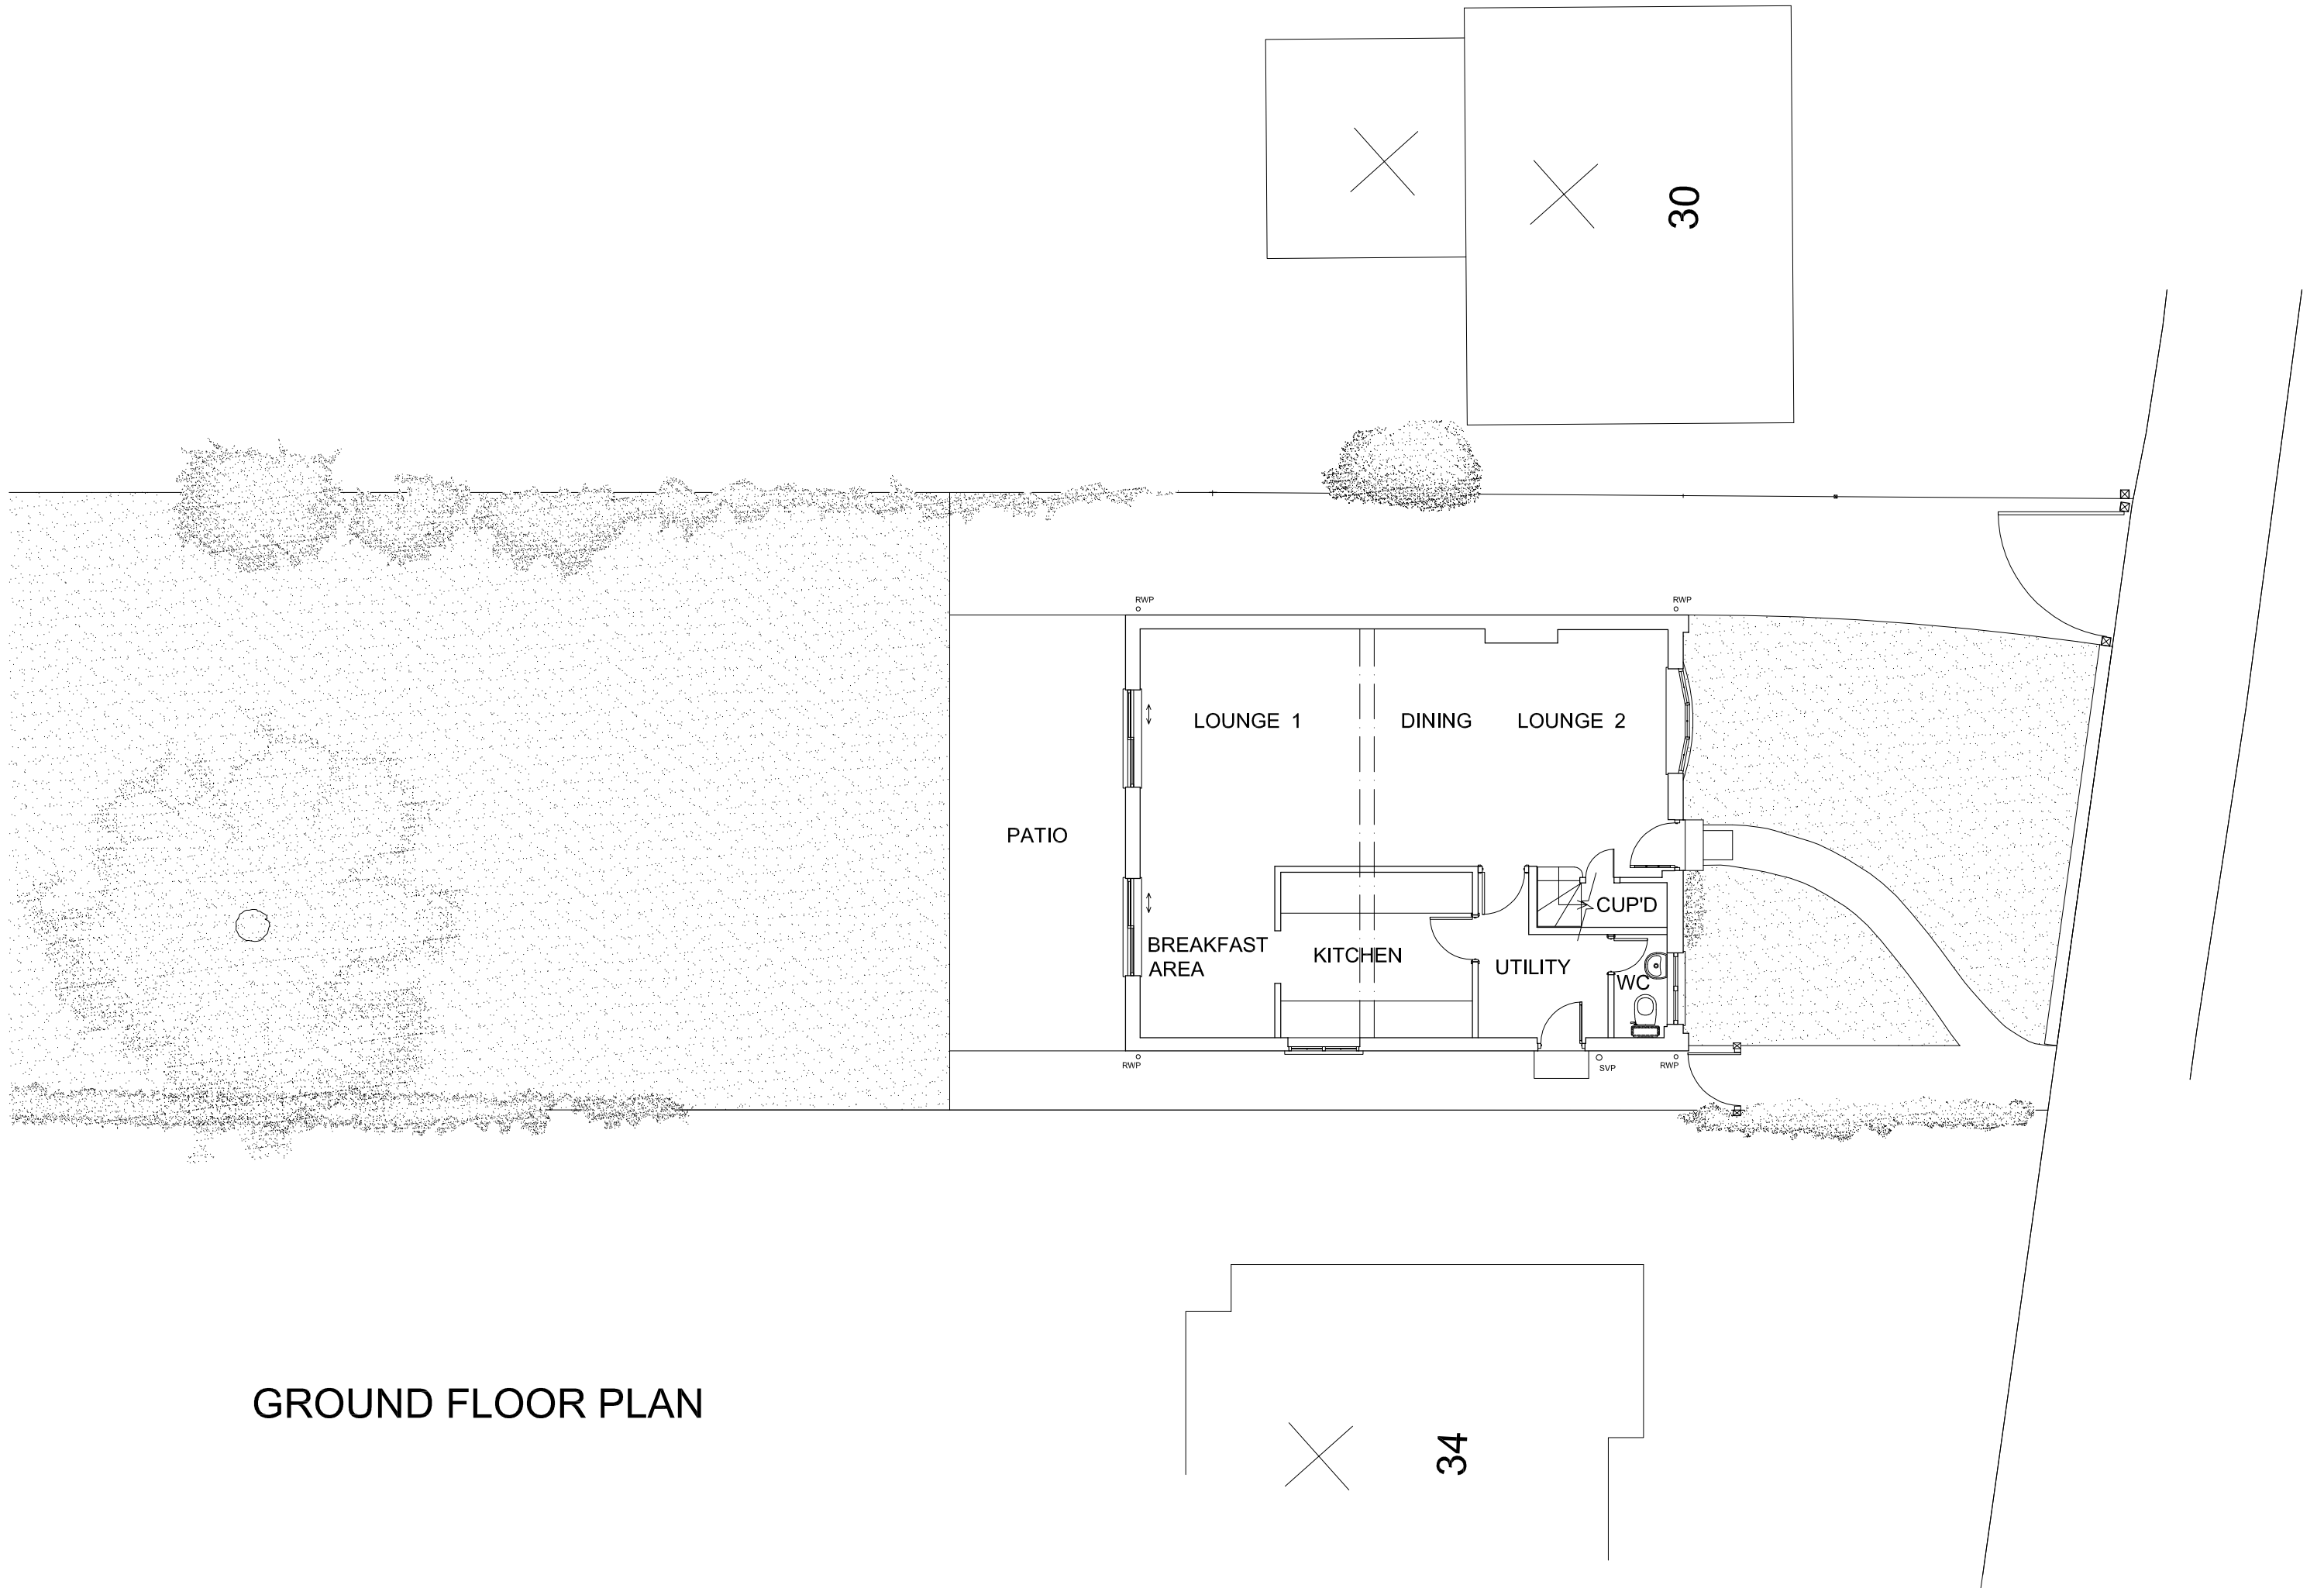 30
RWP
RWP
LOUNGE 1
DINING
LOUNGE 2
PATIO
CUP'D
BREAKFAST
AREA
KITCHEN
UTILITY
WC
RWP
SVP
RWP
GROUND FLOOR PLAN
34